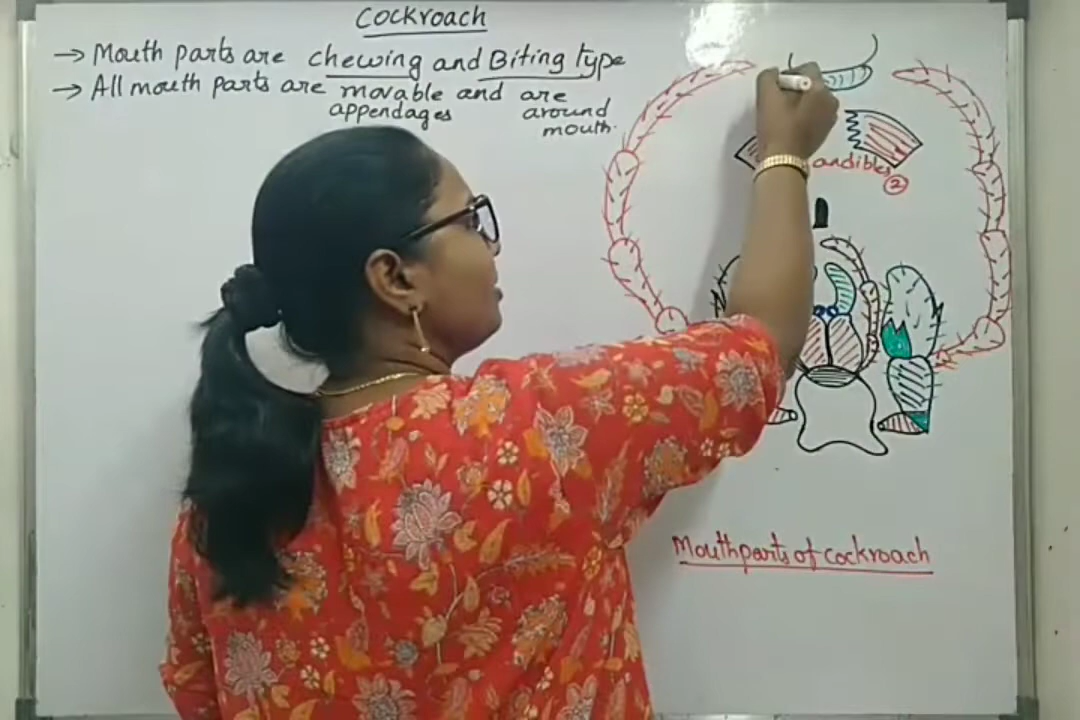 Cockroach
→ Mouth parts are chewing and Biting type
→ All mouth parts are movable and are
appendages around
mouth.
andibles
2
Mouthparts of cockroach